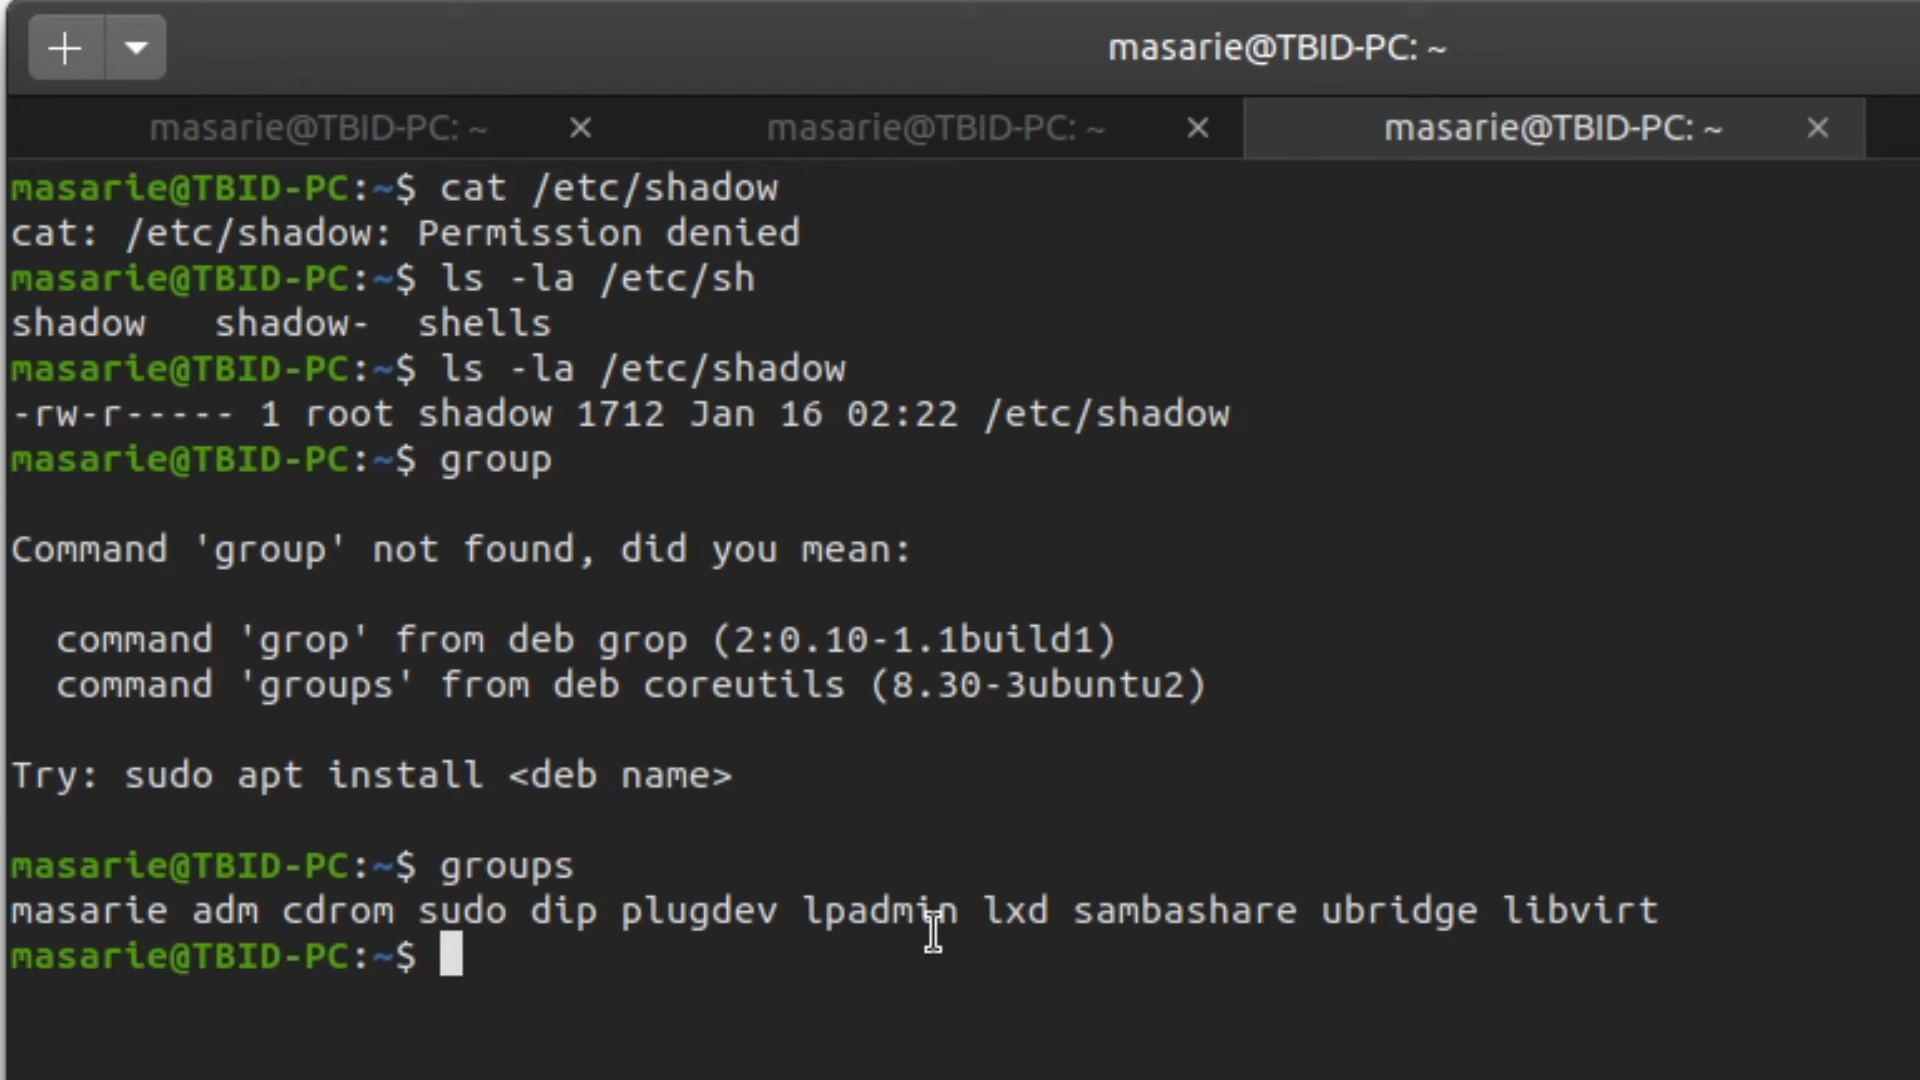 masarie@TBID-PC: ~
masarie@TBID-PC: ~ masarie@TBID-PC: ~ masarie@TBID-PC: ~
masarie@TBID-PC:~$ cat /etc/shadow
cat: /etc/shadow: Permission denied
masarie@TBID-PC:~$ ls -la /etc/sh
shadow   shadow-  shells
masarie@TBID-PC:~$ ls -la /etc/shadow
-rw-r----- 1 root shadow 1712 Jan 16 02:22 /etc/shadow
masarie@TBID-PC:~$ group
Command 'group' not found, did you mean:
  command 'grop' from deb grop (2:0.10-1.1build1)
  command 'groups' from deb coreutils (8.30-3ubuntu2)
Try: sudo apt install <deb name>
masarie@TBID-PC:~$ groups
masarie adm cdrom sudo dip plugdev lpadmin lxd sambashare ubridge libvirt
masarie@TBID-PC:~$